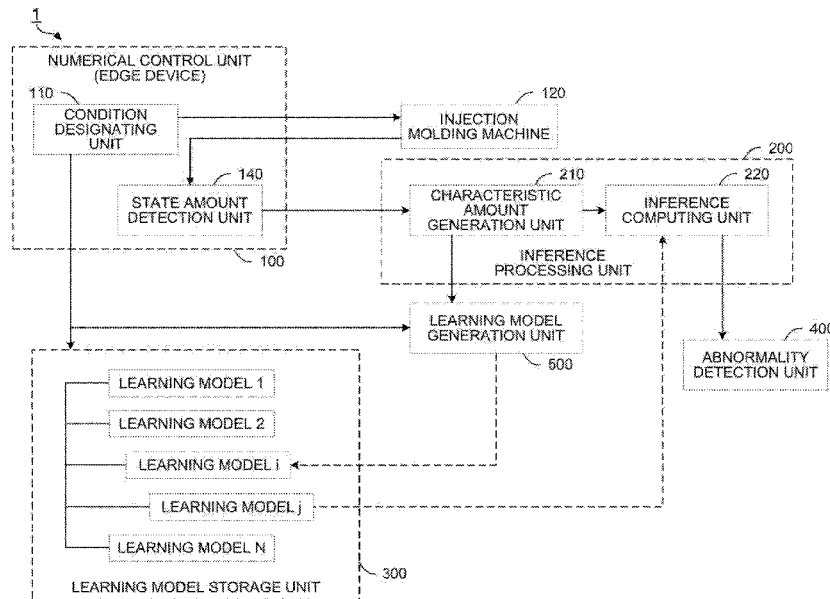 1
NUMERICAL CONTROL UNIT
(EDGE DEVICE)
110
CONDITION
DESIGNATING
UNIT
120
INJECTION
MOLDING MACHINE
140
STATE AMOUNT
DETECTION UNIT
100
200
210
CHARACTERISTIC
AMOUNT
GENERATION UNIT
220
INFERENCE
COMPUTING UNIT
INFERENCE
PROCESSING UNIT
LEARNING MODEL
GENERATION UNIT
500
400
ABNORMALITY
DETECTION UNIT
LEARNING MODEL 1
LEARNING MODEL 2
LEARNING MODEL i
LEARNING MODEL j
LEARNING MODEL N
300
LEARNING MODEL STORAGE UNIT